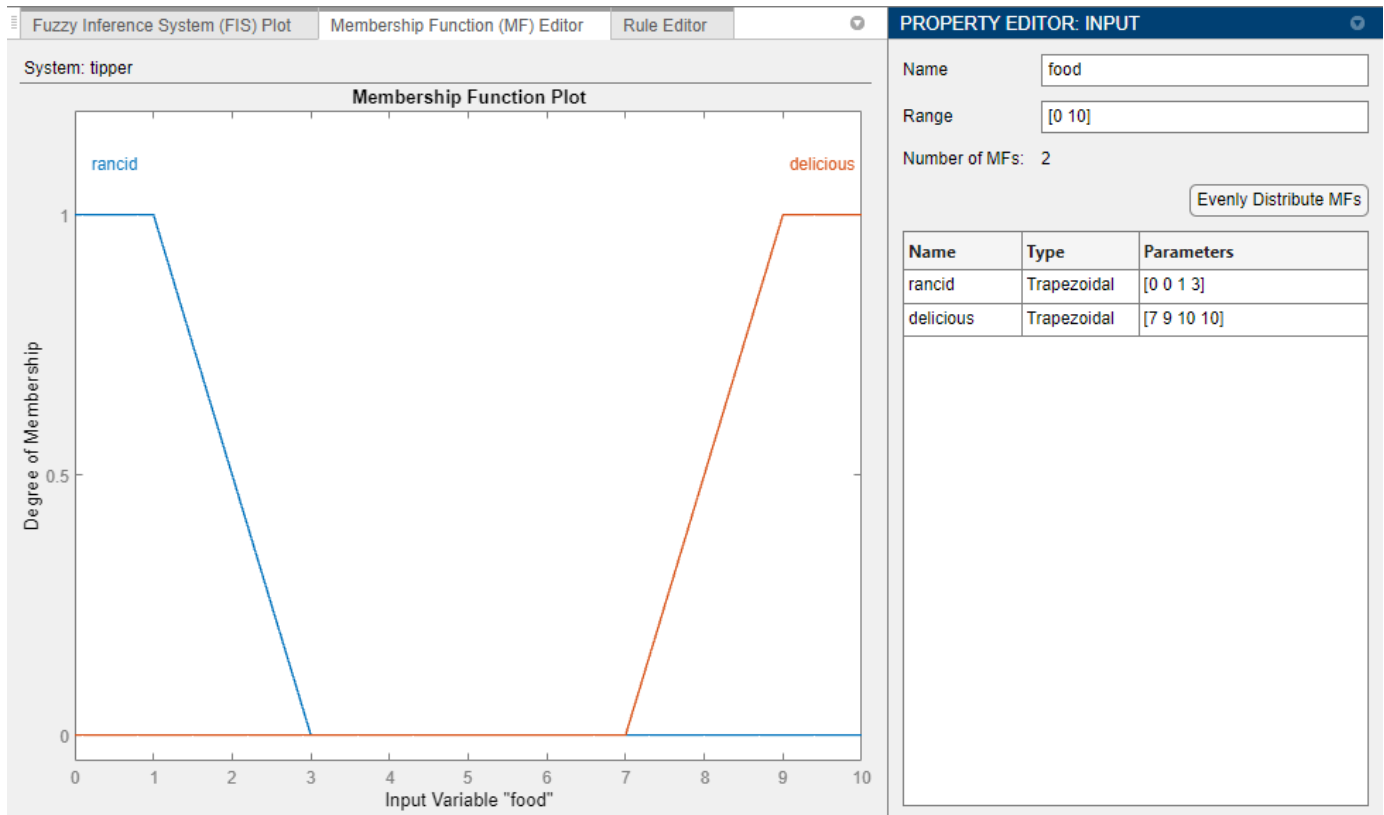 Fuzzy Inference System (FIS) Plot
Membership Function (MF) Editor
Rule Editor
System: tipper
Membership Function Plot
rancid
delicious
1
0.5
0
Degree of Membership
0 1 2 3 4 5 6 7 8 9 10
Input Variable "food"
PROPERTY EDITOR: INPUT
Name food
Range [0 10]
Number of MFs: 2
Evenly Distribute MFs
Name Type Parameters
rancid Trapezoidal [0 0 1 3]
delicious Trapezoidal [7 9 10 10]